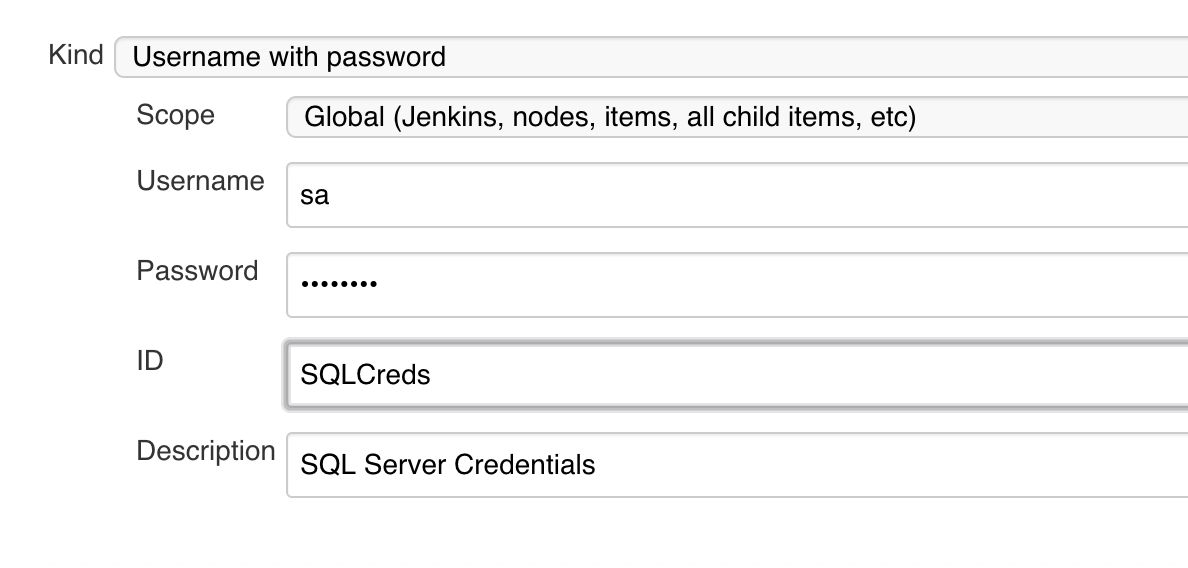 Kind Username with password
Scope Global (Jenkins, nodes, items, all child items, etc)
Username sa
Password ••••••••
ID SQLCreds
Description SQL Server Credentials